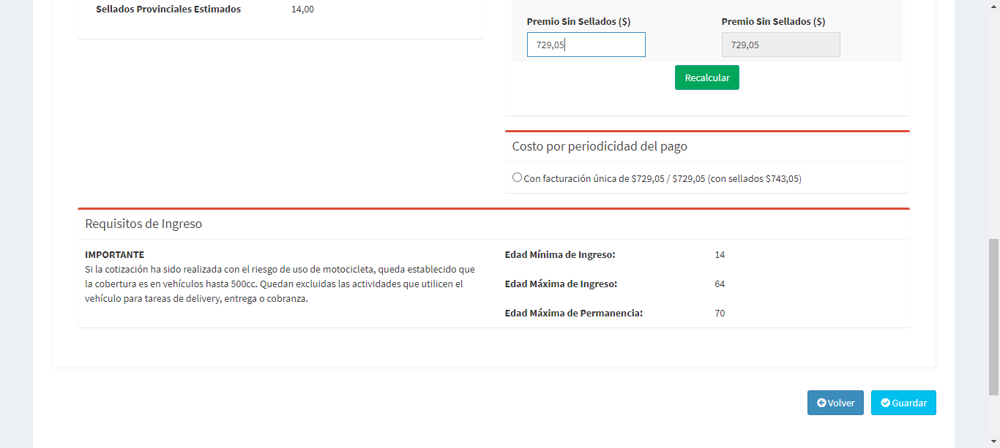 Sellados Provinciales Estimados 14,00
Premio Sin Sellados ($) Premio Sin Sellados ($)
729,05 729,05
Recalcular
Costo por periodicidad del pago
Con facturación única de $729,05 / $729,05 (con sellados $743,05)
Requisitos de Ingreso
IMPORTANTE
Si la cotización ha sido realizada con el riesgo de uso de motocicleta, queda establecido que
la cobertura es en vehículos hasta 500cc. Quedan excluidas las actividades que utilicen el
vehículo para tareas de delivery, entrega o cobranza.
Edad Mínima de Ingreso: 14
Edad Máxima de Ingreso: 64
Edad Máxima de Permanencia: 70
Volver Guardar